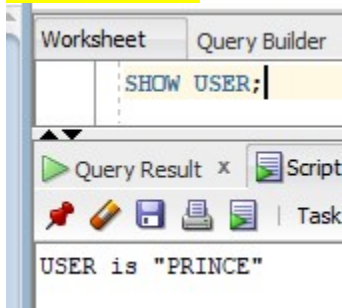 Worksheet Query Builder
SHOW USER;
Query Result x Script
Task
USER is "PRINCE"